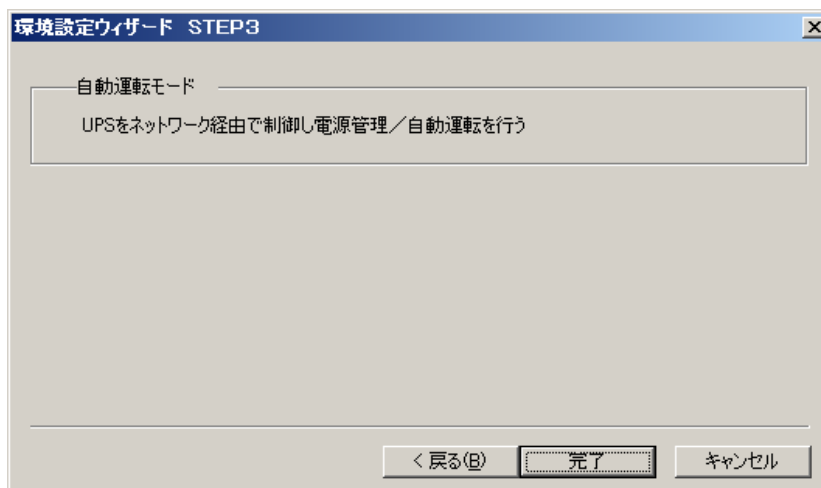 環境設定ウィザード STEP3
自動運転モード
UPSをネットワーク経由で制御し電源管理／自動運転を行う
< 戻る(B)
完了
キャンセル